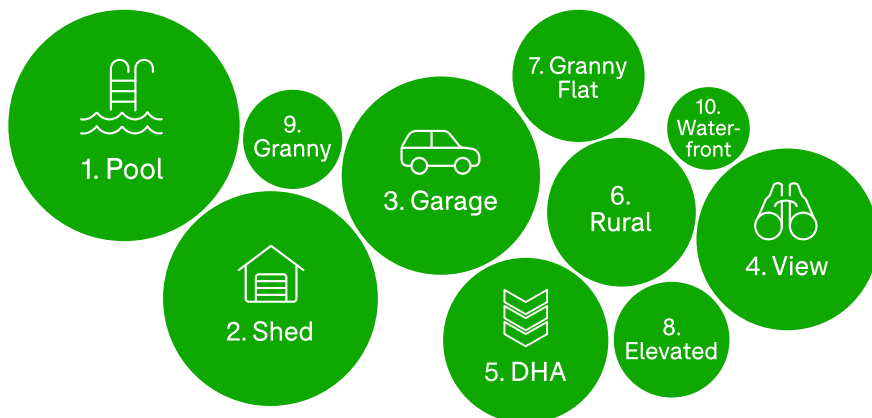 1. Pool
2. Shed
3. Garage
4. View
5. DHA
6.
Rural
7. Granny
Flat
8.
Elevated
9.
Granny
10.
Water-
front